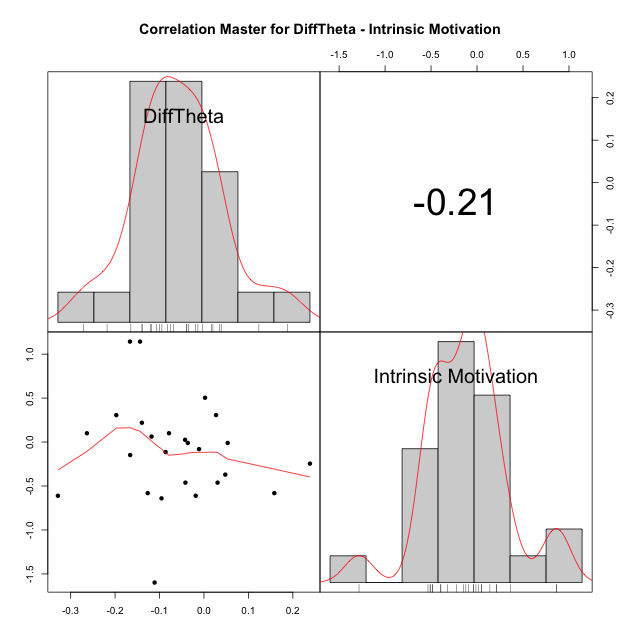 Correlation Master for DiffTheta - Intrinsic Motivation
-1.5 -1.0 -0.5 0.0 0.5 1.0
DiffTheta
-0.21
0.2
0.1
0.0
-0.1
-0.2
-0.3
Intrinsic Motivation
1.0
0.5
0.0
-0.5
-1.0
-1.5
-0.3 -0.2 -0.1 0.0 0.1 0.2